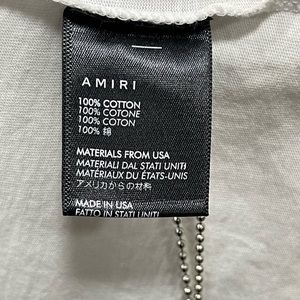 AMIRI
100% COTTON
100% COTONE
100% COTON
100% 綿
MATERIALS FROM USA
MATERIALI DAL STATI UNITI
MATÉRIAUX DU ÉTATS-UNIS
アメリカからの材料
MADE IN USA
FATTO IN STATI UNITI